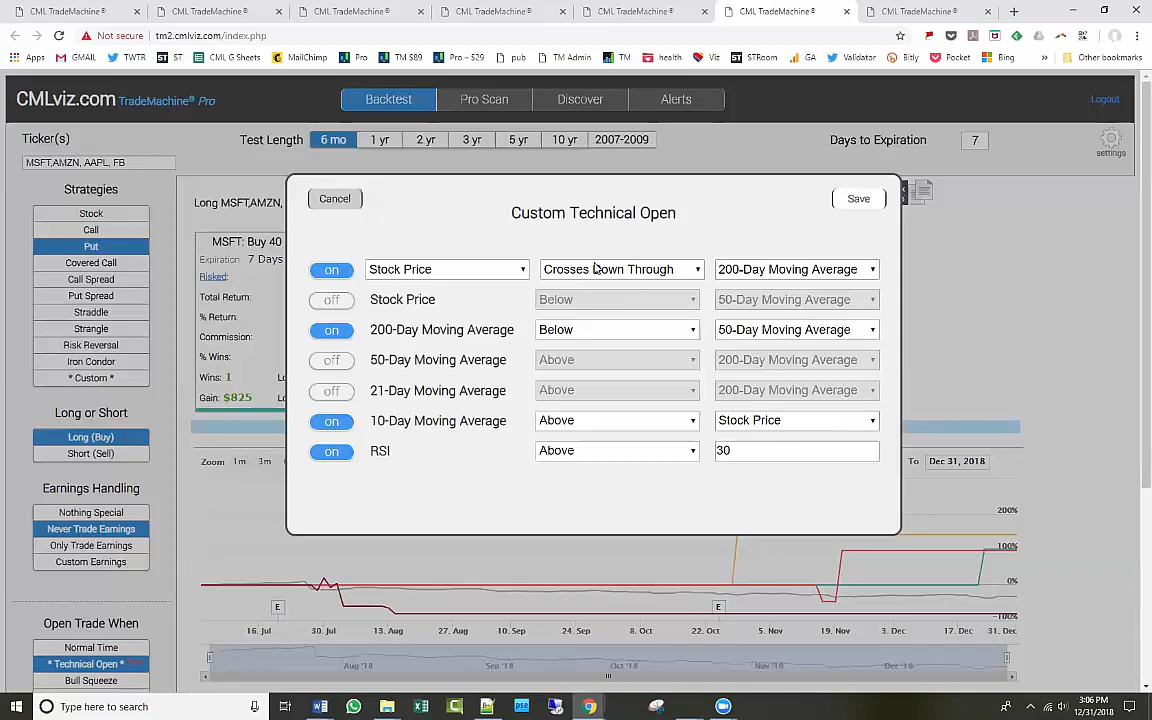 CML TradeMachine® × CML TradeMachine® × CML TradeMachine® × CML TradeMachine® × CML TradeMachine® × CML TradeMachine® × CML TradeMachine® ×
Not secure tm2.cmlviz.com/index.php
Apps GMAIL TWTR ST CML G Sheets MailChimp Pro TM $89 Pro – $29 pub TM Admin TM health Viz STRoom GA Validator Bitly Pocket Bing » Other bookmarks
CMLviz.com TradeMachine® Pro Backtest Pro Scan Discover Alerts Logout
Ticker(s) Test Length 6 mo 1 yr 2 yr 3 yr 5 yr 10 yr 2007-2009 Days to Expiration 7
settings
MSFT,AMZN, AAPL, FB
Strategies
Stock
Call
Put
Covered Call
Call Spread
Put Spread
Straddle
Strangle
Risk Reversal
Iron Condor
* Custom *
Long or Short
Long (Buy)
Short (Sell)
Earnings Handling
Nothing Special
Never Trade Earnings
Only Trade Earnings
Custom Earnings
Open Trade When
Normal Time
* Technical Open *
Bull Squeeze
Long MSFT,AMZN,
MSFT: Buy 40
Expiration: 7 Days
Risked:
Total Return:
% Return:
Commission:
% Wins:
Wins: 1
Gain: $825
Cancel Save
Custom Technical Open
on Stock Price Crosses Down Through 200-Day Moving Average
off Stock Price Below 50-Day Moving Average
on 200-Day Moving Average Below 50-Day Moving Average
off 50-Day Moving Average Above 200-Day Moving Average
off 21-Day Moving Average Above 200-Day Moving Average
on 10-Day Moving Average Above Stock Price
on RSI Above 30
Zoom 1m 3m To Dec 31, 2018
200%
100%
0%
-100%
E E
16. Jul 30. Jul 13. Aug 27. Aug 10. Sep 24. Sep 8. Oct 22. Oct 5. Nov 19. Nov 3. Dec 17. Dec 31. Dec
Aug '18 Sep '18 Oct '18 Nov '18 Dec '18
Type here to search
3:06 PM
12/31/2018